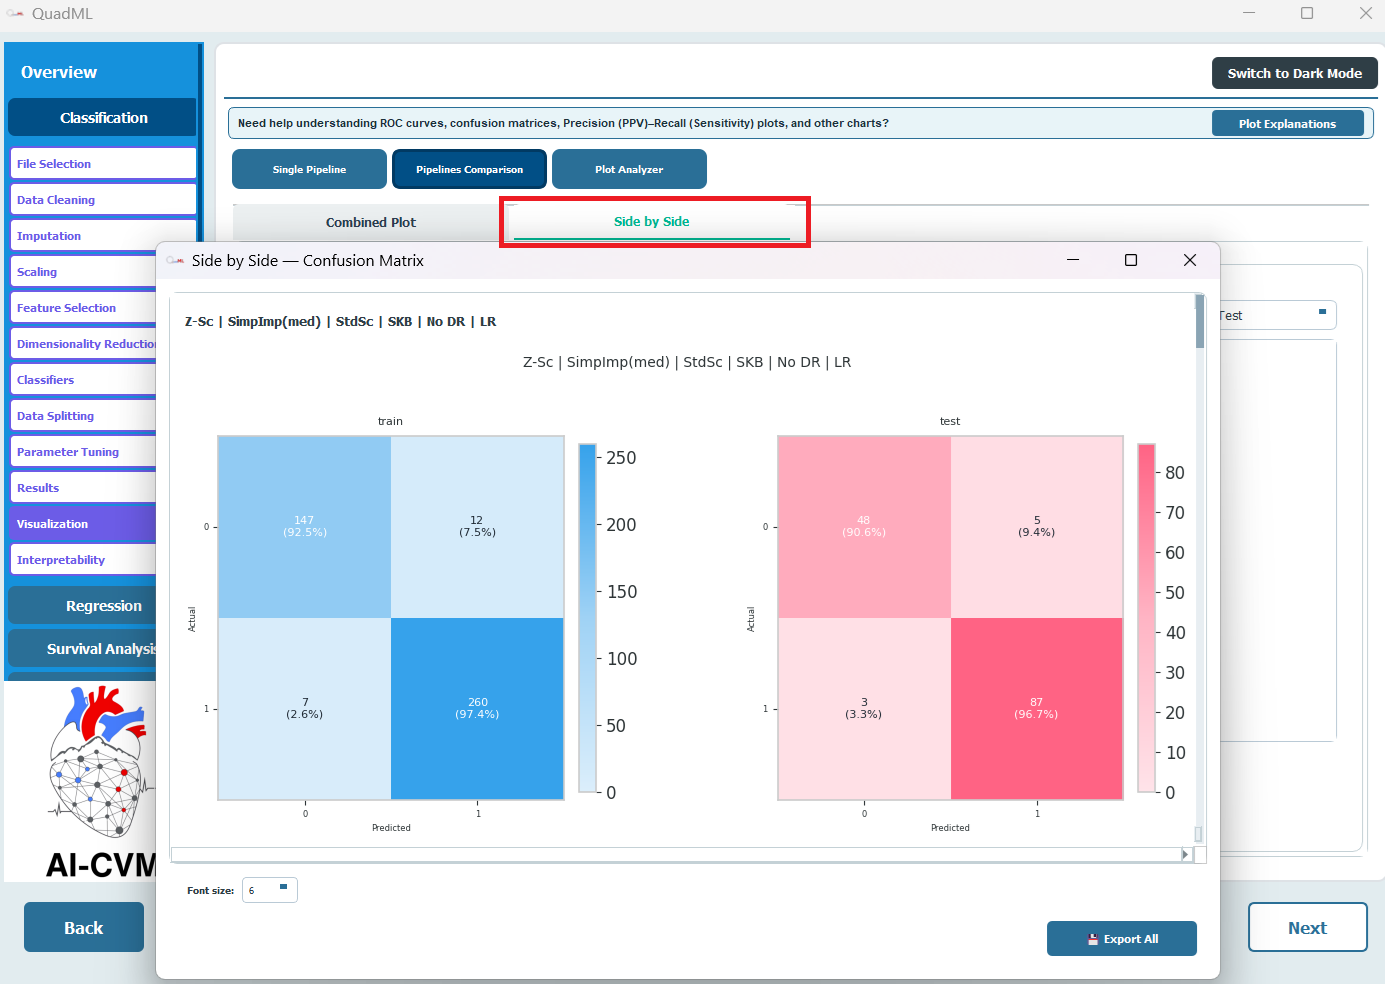 QuadML
Overview
Switch to Dark Mode
Classification
Need help understanding ROC curves, confusion matrices, Precision (PPV)–Recall (Sensitivity) plots, and other charts?
Plot Explanations
File Selection
Data Cleaning
Imputation
Scaling
Feature Selection
Dimensionality Reduction
Classifiers
Data Splitting
Parameter Tuning
Results
Visualization
Interpretability
Regression
Survival Analysis
Single Pipeline
Pipelines Comparison
Plot Analyzer
Combined Plot
Side by Side
Test
Side by Side — Confusion Matrix
Z-Sc | SimpImp(med) | StdSc | SKB | No DR | LR
Z-Sc | SimpImp(med) | StdSc | SKB | No DR | LR
train
147
(92.5%)
12
(7.5%)
7
(2.6%)
260
(97.4%)
0
1
Actual
0
1
Predicted
250
200
150
100
50
0
test
48
(90.6%)
5
(9.4%)
3
(3.3%)
87
(96.7%)
0
1
Actual
0
1
Predicted
80
70
60
50
40
30
20
10
0
Font size:
6
Export All
AI-CVM
Back
Next